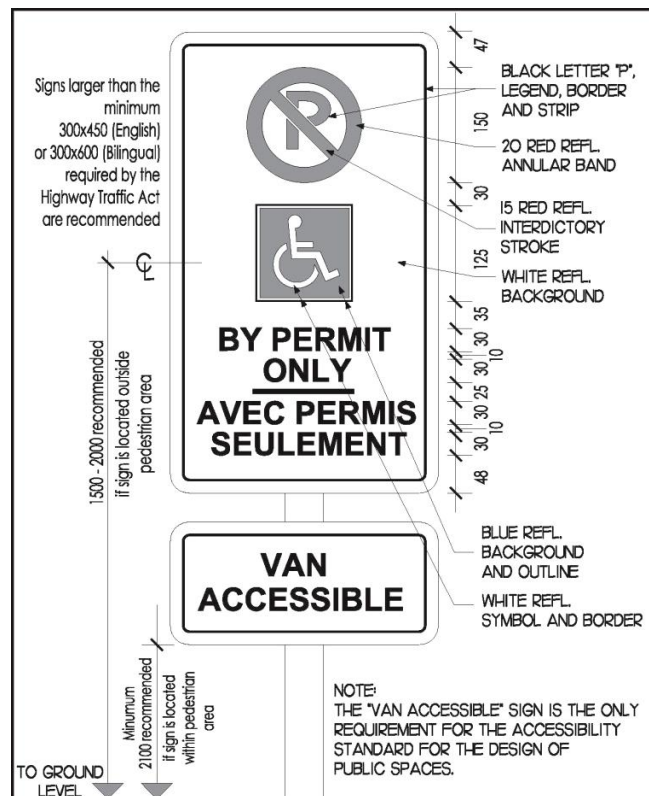 Signs larger than the
minimum
300x450 (English)
or 300x600 (Bilingual)
required by the
Highway Traffic Act
are recommended
P
BY PERMIT
ONLY
AVEC PERMIS
SEULEMENT
VAN
ACCESSIBLE
47
150
30
125
35
30
10
30
25
30
10
30
48
BLACK LETTER "P",
LEGEND, BORDER
AND STRIP
20 RED REFL.
ANNULAR BAND
15 RED REFL.
INTERDICTORY
STROKE
WHITE REFL.
BACKGROUND
BLUE REFL.
BACKGROUND
AND OUTLINE
WHITE REFL.
SYMBOL AND BORDER
CL
1500 - 2000 recommended
if sign is located outside
pedestrian area
Minumum
2100 recommended
if sign is located
within pedestrian
area
TO GROUND
LEVEL
NOTE:
THE "VAN ACCESSIBLE" SIGN IS THE ONLY
REQUIREMENT FOR THE ACCESSIBILITY
STANDARD FOR THE DESIGN OF
PUBLIC SPACES.